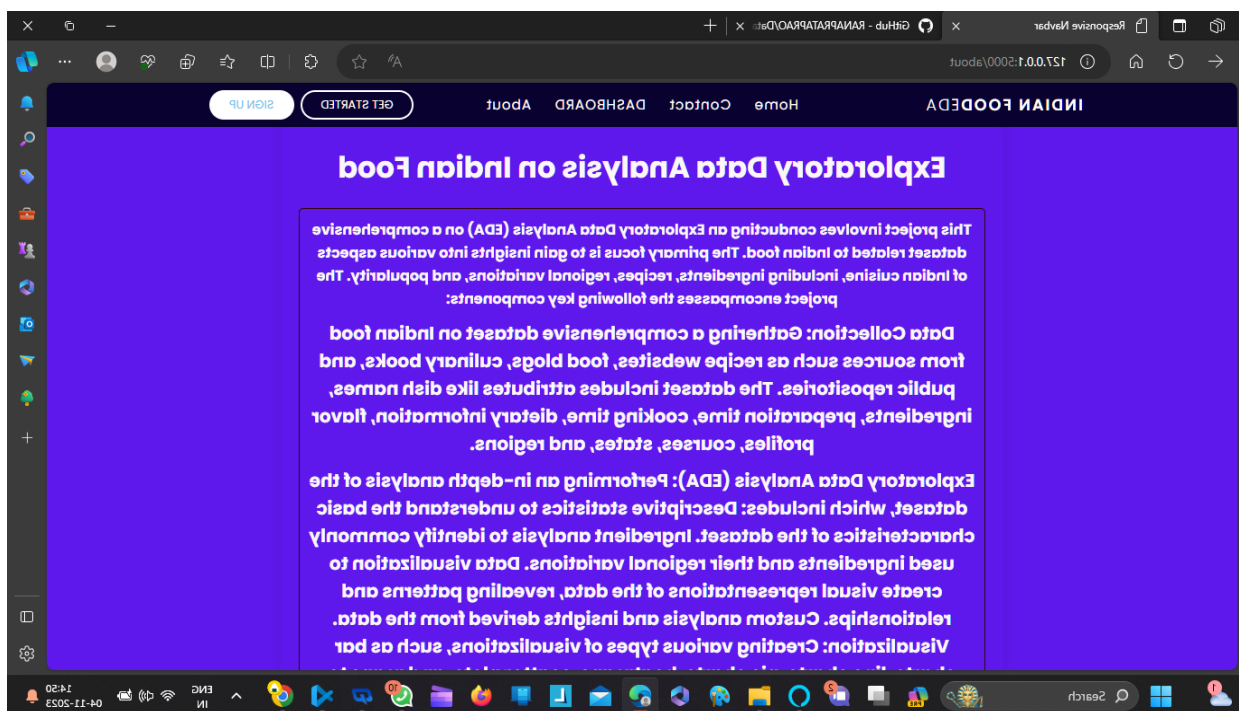 Responsive Navbar
GitHub - RANAPRATAPRAO/Data
127.0.0.1:5000/about
INDIAN FOODEDA
Home
Contact
DASHBOARD
About
GET STARTED
SIGN UP
Exploratory Data Analysis on Indian Food
This project involves conducting an Exploratory Data Analysis (EDA) on a comprehensive
dataset related to Indian food. The primary focus is to gain insights into various aspects
of Indian cuisine, including ingredients, recipes, regional variations, and popularity. The
project encompasses the following key components:
Data Collection: Gathering a comprehensive dataset on Indian food
from sources such as recipe websites, food blogs, culinary books, and
public repositories. The dataset includes attributes like dish names,
ingredients, preparation time, cooking time, dietary information, flavor
profiles, courses, states, and regions.
Exploratory Data Analysis (EDA): Performing an in-depth analysis of the
dataset, which includes: Descriptive statistics to understand the basic
characteristics of the dataset. Ingredient analysis to identify commonly
used ingredients and their regional variations. Data visualization to
create visual representations of the data, revealing patterns and
relationships. Custom analysis and insights derived from the data.
Visualization: Creating various types of visualizations, such as bar
Search
ENG
IN
14:50
04-11-2023